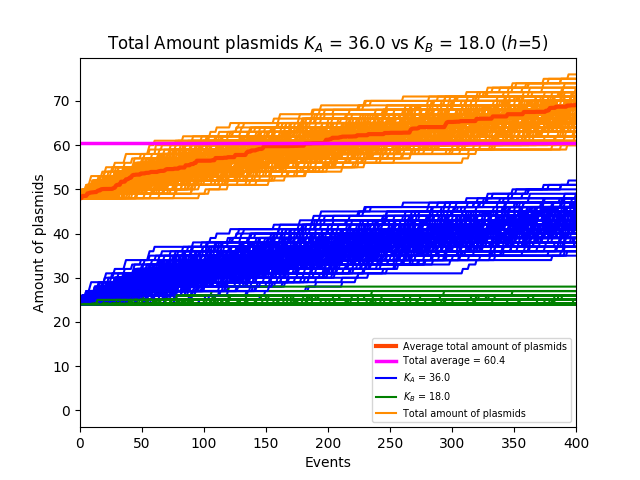 Total Amount plasmids K_A = 36.0 vs K_B = 18.0 (h=5)
Amount of plasmids
70
60
50
40
30
20
10
0
Average total amount of plasmids
Total average = 60.4
K_A = 36.0
K_B = 18.0
Total amount of plasmids
0 50 100 150 200 250 300 350 400
Events